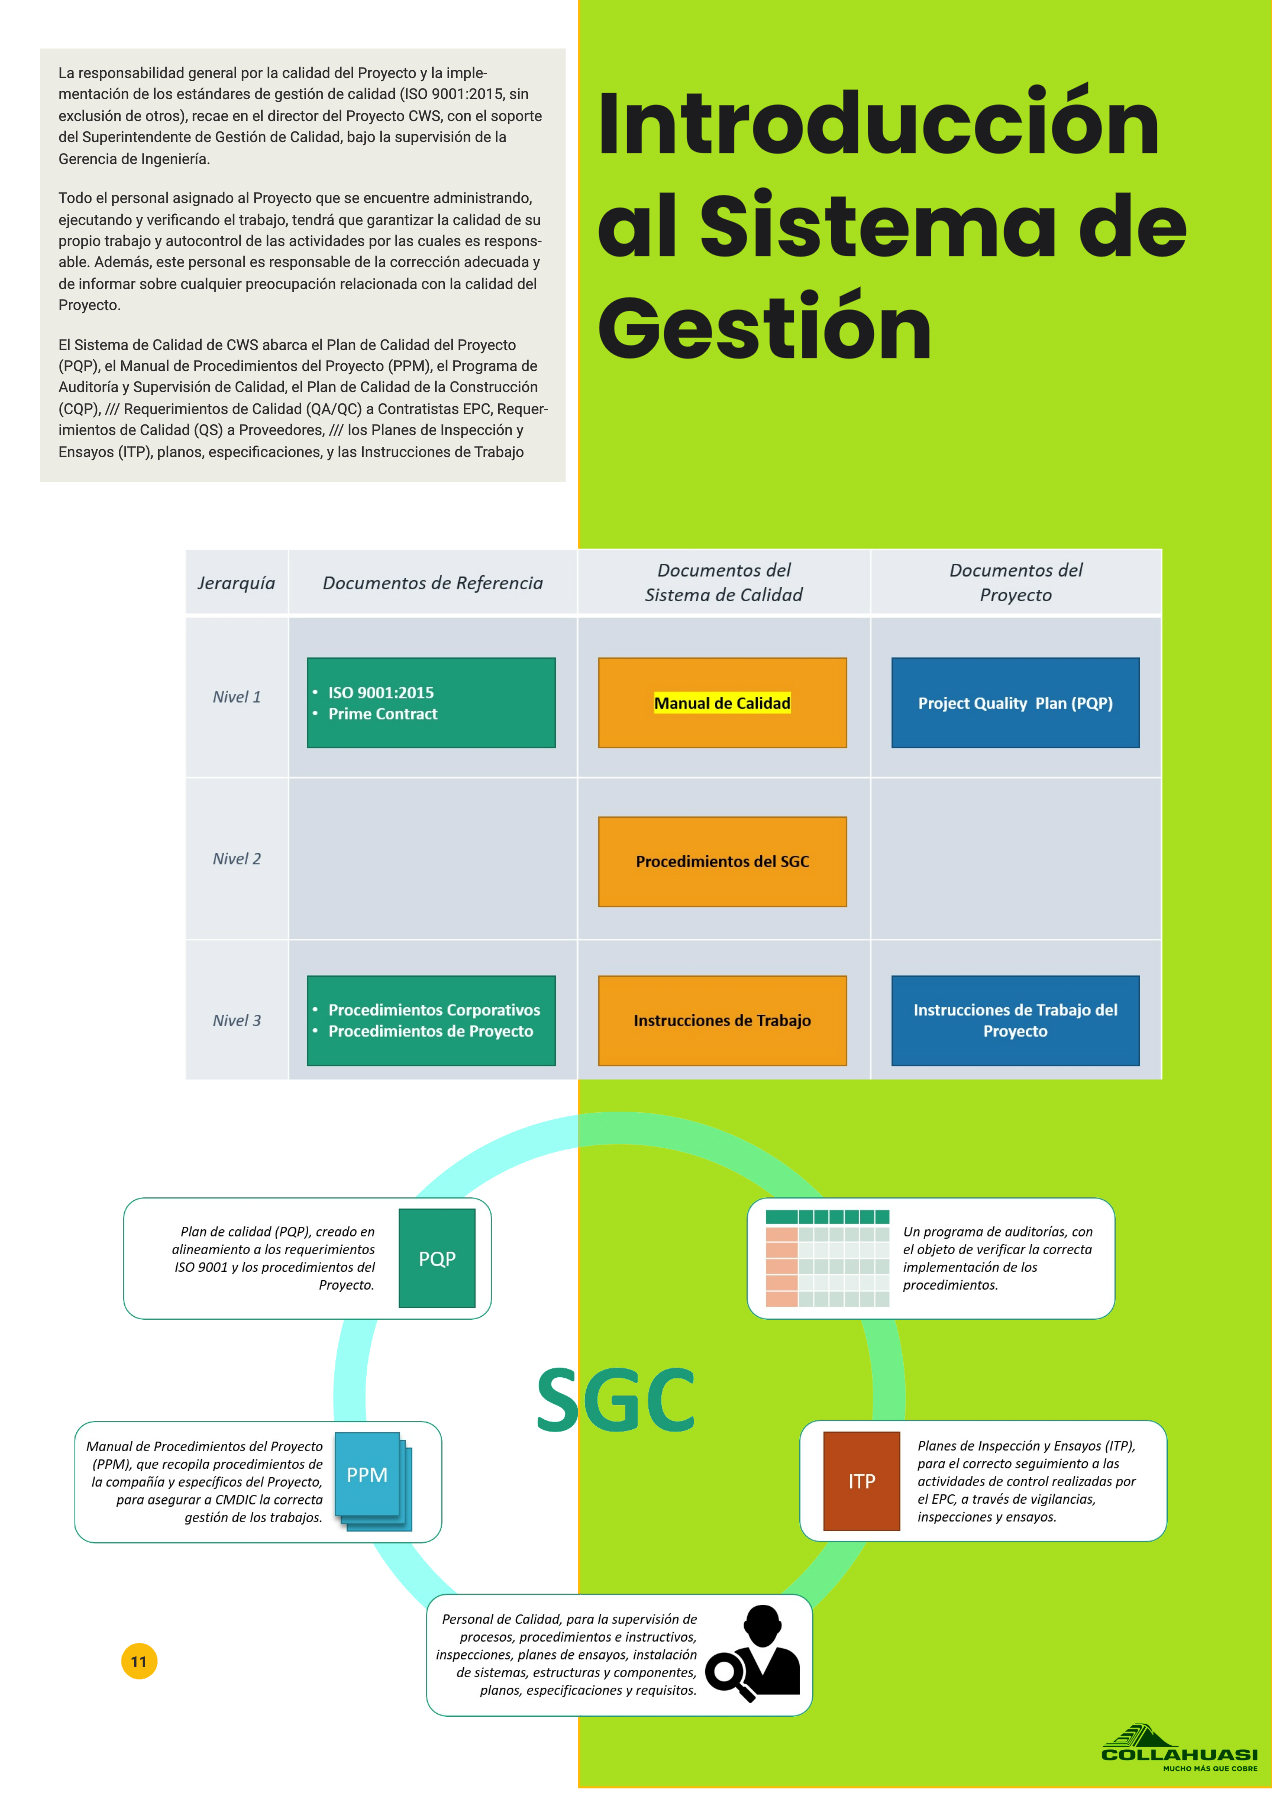 La responsabilidad general por la calidad del Proyecto y la imple-
mentación de los estándares de gestión de calidad (ISO 9001:2015, sin
exclusión de otros), recae en el director del Proyecto CWS, con el soporte
del Superintendente de Gestión de Calidad, bajo la supervisión de la
Gerencia de Ingeniería.
Todo el personal asignado al Proyecto que se encuentre administrando,
ejecutando y verificando el trabajo, tendrá que garantizar la calidad de su
propio trabajo y autocontrol de las actividades por las cuales es respons-
able. Además, este personal es responsable de la corrección adecuada y
de informar sobre cualquier preocupación relacionada con la calidad del
Proyecto.
El Sistema de Calidad de CWS abarca el Plan de Calidad del Proyecto
(PQP), el Manual de Procedimientos del Proyecto (PPM), el Programa de
Auditoría y Supervisión de Calidad, el Plan de Calidad de la Construcción
(CQP), /// Requerimientos de Calidad (QA/QC) a Contratistas EPC, Requer-
imientos de Calidad (QS) a Proveedores, /// los Planes de Inspección y
Ensayos (ITP), planos, especificaciones, y las Instrucciones de Trabajo
Introducción
al Sistema de
Gestión
Jerarquía
Documentos de Referencia
Documentos del
Sistema de Calidad
Documentos del
Proyecto
Nivel 1
• ISO 9001:2015
• Prime Contract
Manual de Calidad
Project Quality Plan (PQP)
Nivel 2
Procedimientos del SGC
Nivel 3
• Procedimientos Corporativos
• Procedimientos de Proyecto
Instrucciones de Trabajo
Instrucciones de Trabajo del
Proyecto
Plan de calidad (PQP), creado en
alineamiento a los requerimientos
ISO 9001 y los procedimientos del
Proyecto.
PQP
Un programa de auditorías, con
el objeto de verificar la correcta
implementación de los
procedimientos.
SGC
Manual de Procedimientos del Proyecto
(PPM), que recopila procedimientos de
la compañía y específicos del Proyecto,
para asegurar a CMDIC la correcta
gestión de los trabajos.
PPM
ITP
Planes de Inspección y Ensayos (ITP),
para el correcto seguimiento a las
actividades de control realizadas por
el EPC, a través de vigilancias,
inspecciones y ensayos.
Personal de Calidad, para la supervisión de
procesos, procedimientos e instructivos,
inspecciones, planes de ensayos, instalación
de sistemas, estructuras y componentes,
planos, especificaciones y requisitos.
11
COLLAHUASI
MUCHO MÁS QUE COBRE